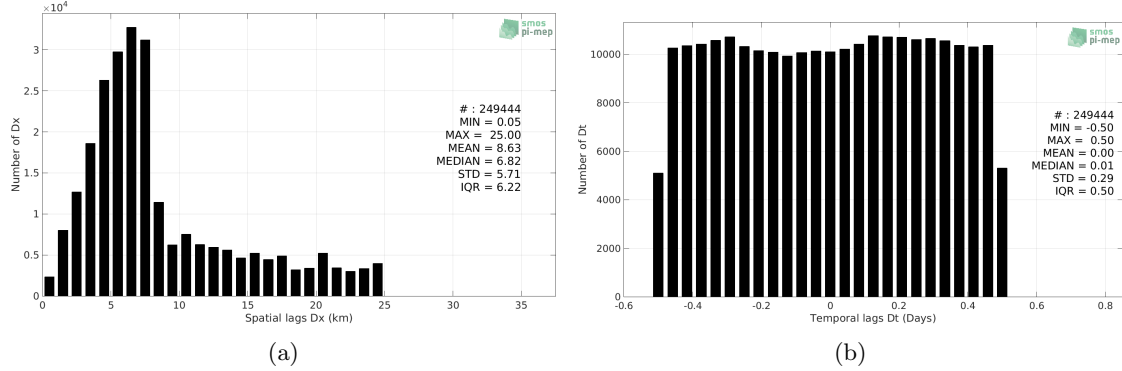 ×10⁴
smos
pi-mep
3
2.5
2
1.5
1
0.5
0
Number of Dx
# : 249444
MIN = 0.05
MAX = 25.00
MEAN = 8.63
MEDIAN = 6.82
STD = 5.71
IQR = 6.22
0 5 10 15 20 25 30 35
Spatial lags Dx (km)
(a)
smos
pi-mep
10000
8000
6000
4000
2000
0
Number of Dt
# : 249444
MIN = -0.50
MAX = 0.50
MEAN = 0.00
MEDIAN = 0.01
STD = 0.29
IQR = 0.50
-0.6 -0.4 -0.2 0 0.2 0.4 0.6 0.8
Temporal lags Dt (Days)
(b)